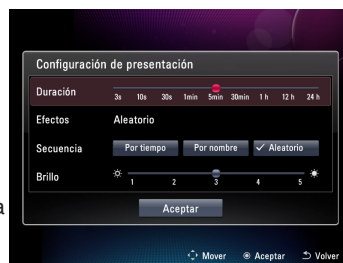 Configuración de presentación
Duración
3s 10s 30s 1min 5min 30min 1 h 12 h 24 h
Efectos Aleatorio
Secuencia Por tiempo Por nombre ✓ Aleatorio
Brillo
1 2 3 4 5
a
Aceptar
Mover Aceptar Volver